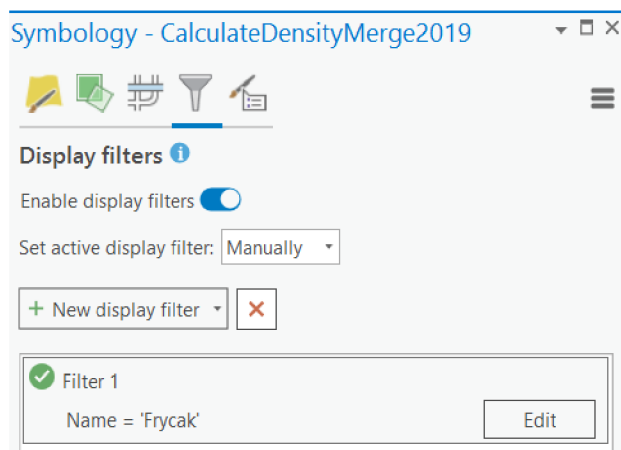 Symbology - CalculateDensityMerge2019
Display filters
Enable display filters
Set active display filter: Manually
+ New display filter
Filter 1
Name = 'Frycak' Edit